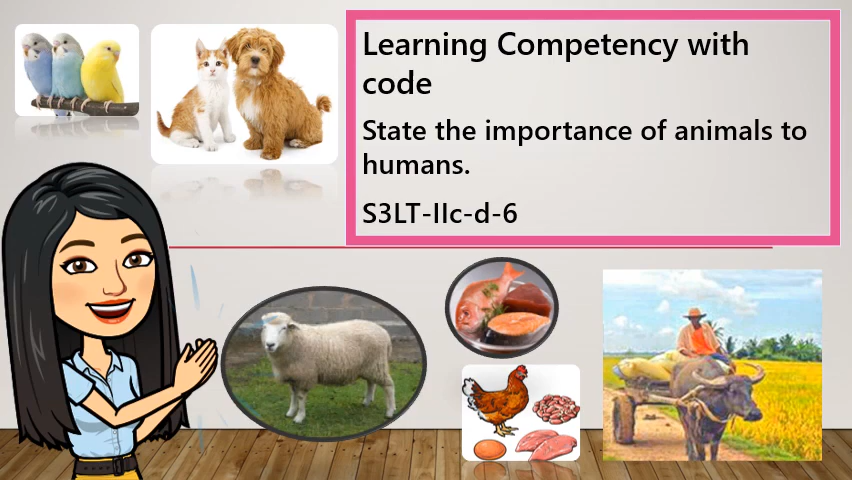 Learning Competency with
code
State the importance of animals to
humans.
S3LT-IIc-d-6